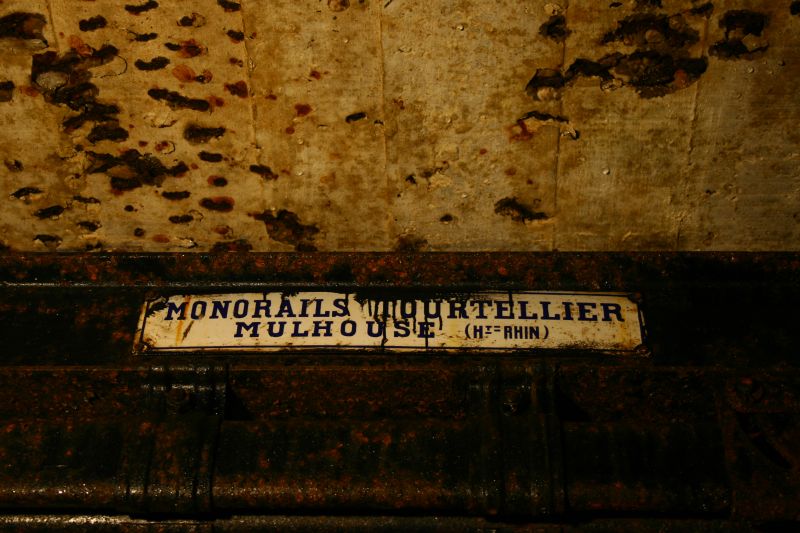 MONORAILS TOURTELLIER
MULHOUSE (HT= RHIN)